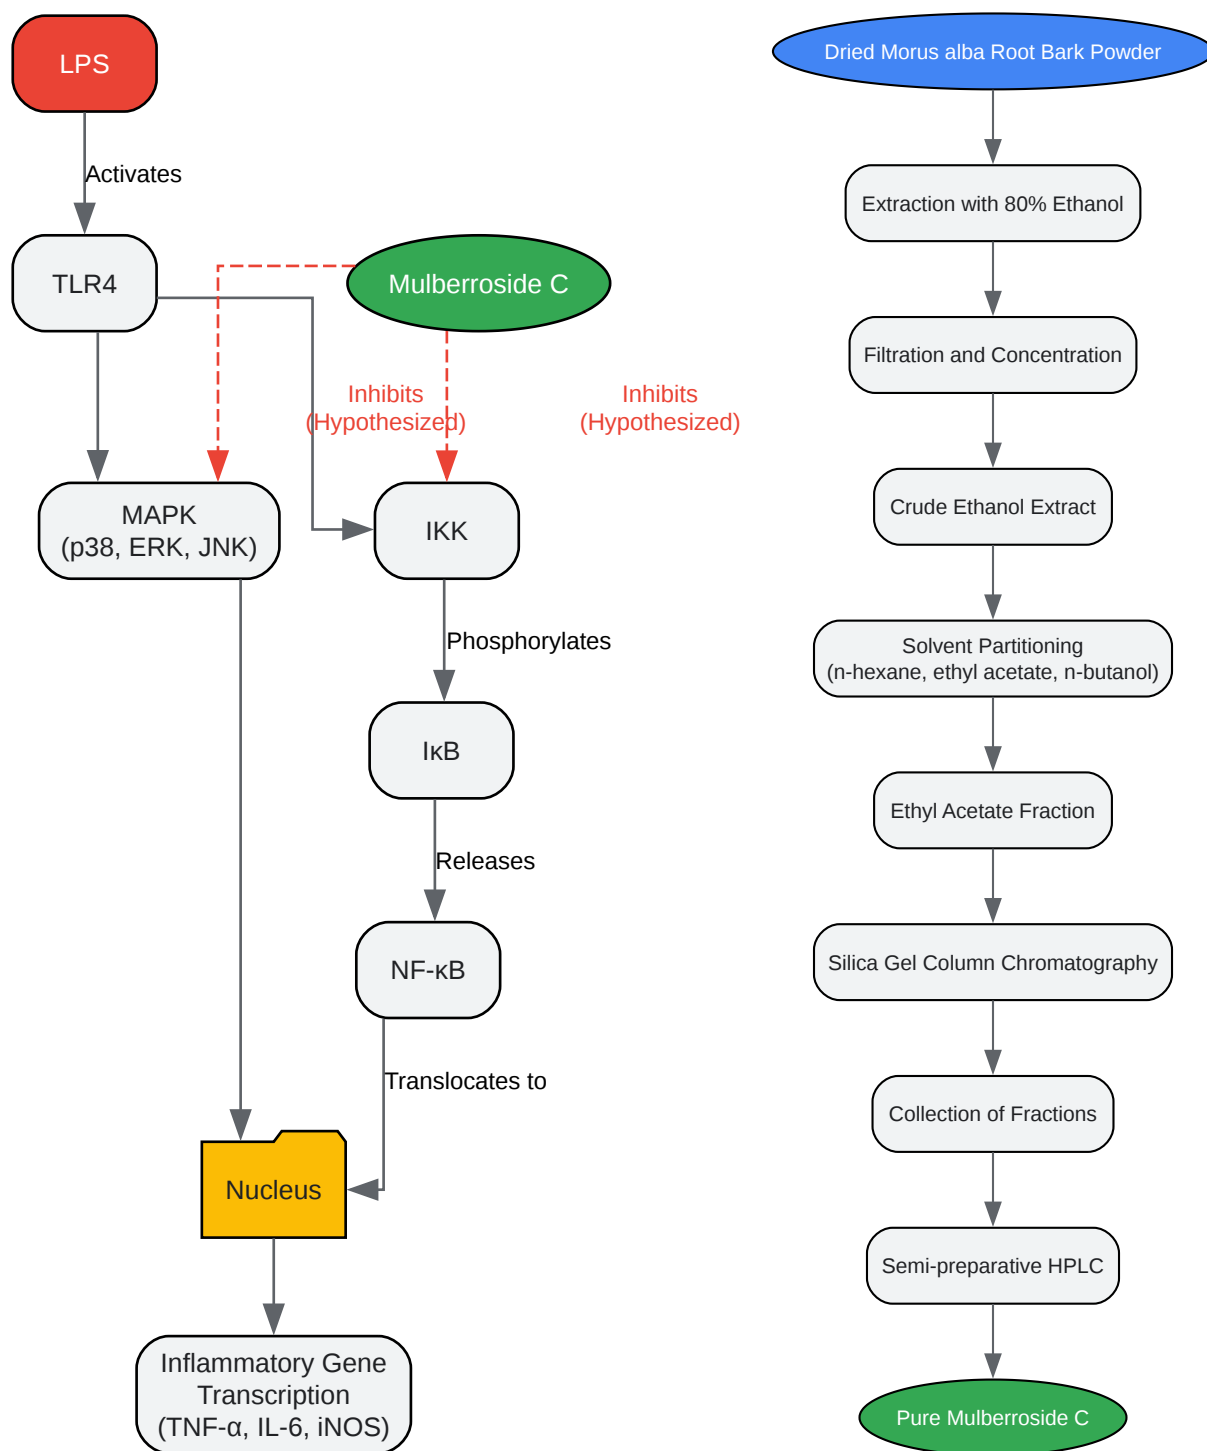 LPS
Activates
TLR4
Mulberroside C
Inhibits
(Hypothesized)
Inhibits
(Hypothesized)
MAPK
(p38, ERK, JNK)
IKK
Phosphorylates
IκB
Releases
NF-κB
Translocates to
Nucleus
Inflammatory Gene
Transcription
(TNF-α, IL-6, iNOS)
Dried Morus alba Root Bark Powder
Extraction with 80% Ethanol
Filtration and Concentration
Crude Ethanol Extract
Solvent Partitioning
(n-hexane, ethyl acetate, n-butanol)
Ethyl Acetate Fraction
Silica Gel Column Chromatography
Collection of Fractions
Semi-preparative HPLC
Pure Mulberroside C